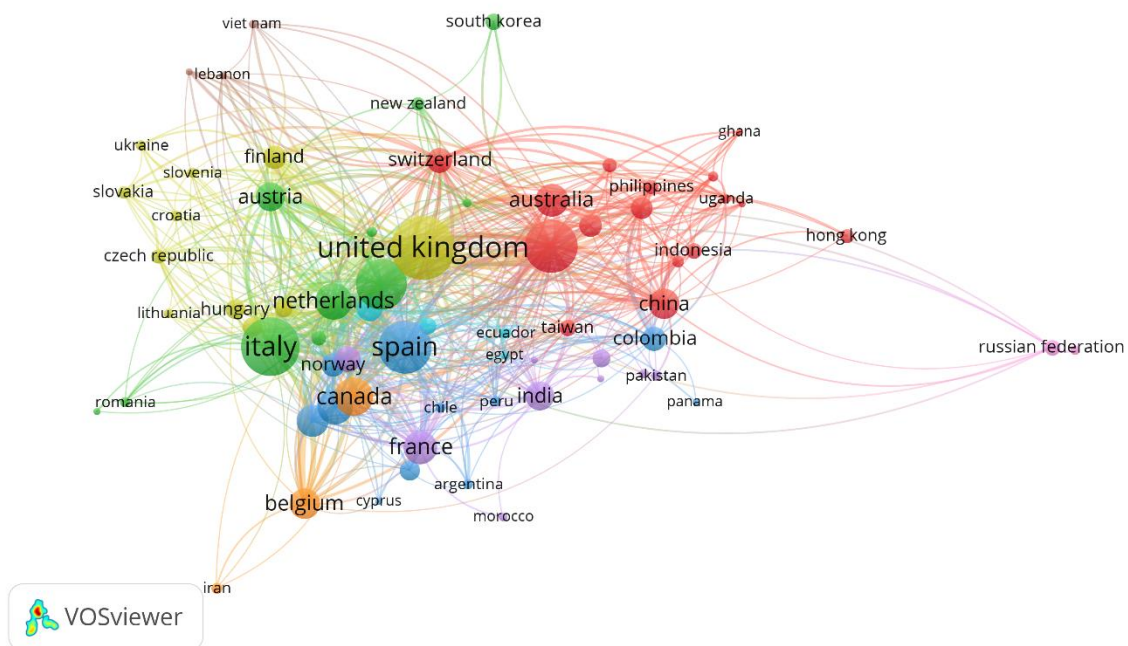 viet nam
south korea
lebanon
new zealand
ghana
ukraine
finland
switzerland
slovenia
philippines
slovakia
austria
australia
uganda
croatia
hong kong
united kingdom
czech republic
indonesia
netherlands
china
lithuania
hungary
ecuador
taiwan
colombia
italy
spain
egypt
russian federation
norway
pakistan
canada
india
romania
chile
peru
panama
france
argentina
belgium
cyprus
morocco
iran
VOSviewer